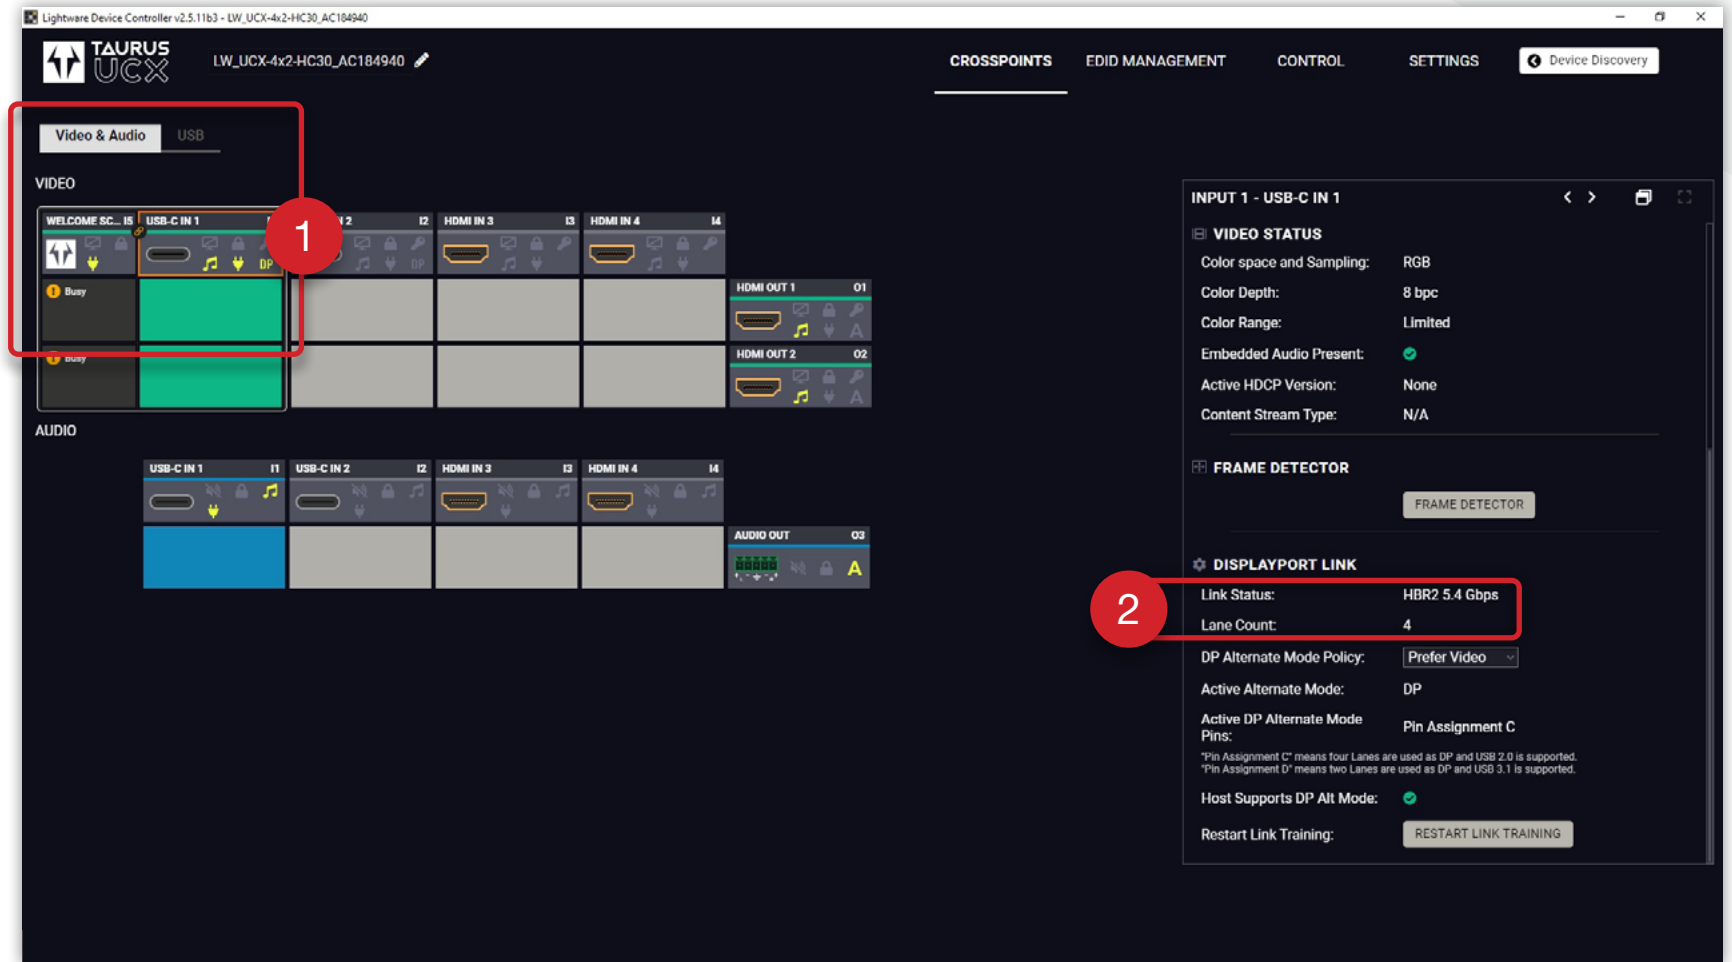 Lightware Device Controller v2.5.11b3 - LW_UCX-4x2-HC30_AC184940
TAURUS
UCX
LW_UCX-4x2-HC30_AC184940
CROSSPOINTS EDID MANAGEMENT CONTROL SETTINGS Device Discovery
Video & Audio USB
VIDEO
WELCOME SC... I5 USB-C IN 1 1 N 2 I2 HDMI IN 3 I3 HDMI IN 4 I4
DP DP
Busy
HDMI OUT 1 O1
A
Busy
HDMI OUT 2 O2
A
AUDIO
USB-C IN 1 I1 USB-C IN 2 I2 HDMI IN 3 I3 HDMI IN 4 I4
AUDIO OUT O3
A
INPUT 1 - USB-C IN 1
VIDEO STATUS
Color space and Sampling: RGB
Color Depth: 8 bpc
Color Range: Limited
Embedded Audio Present:
Active HDCP Version: None
Content Stream Type: N/A
FRAME DETECTOR
FRAME DETECTOR
DISPLAYPORT LINK
2
Link Status: HBR2 5.4 Gbps
Lane Count: 4
DP Alternate Mode Policy: Prefer Video
Active Alternate Mode: DP
Active DP Alternate Mode
Pins: Pin Assignment C
"Pin Assignment C" means four Lanes are used as DP and USB 2.0 is supported.
"Pin Assignment D" means two Lanes are used as DP and USB 3.1 is supported.
Host Supports DP Alt Mode:
Restart Link Training: RESTART LINK TRAINING